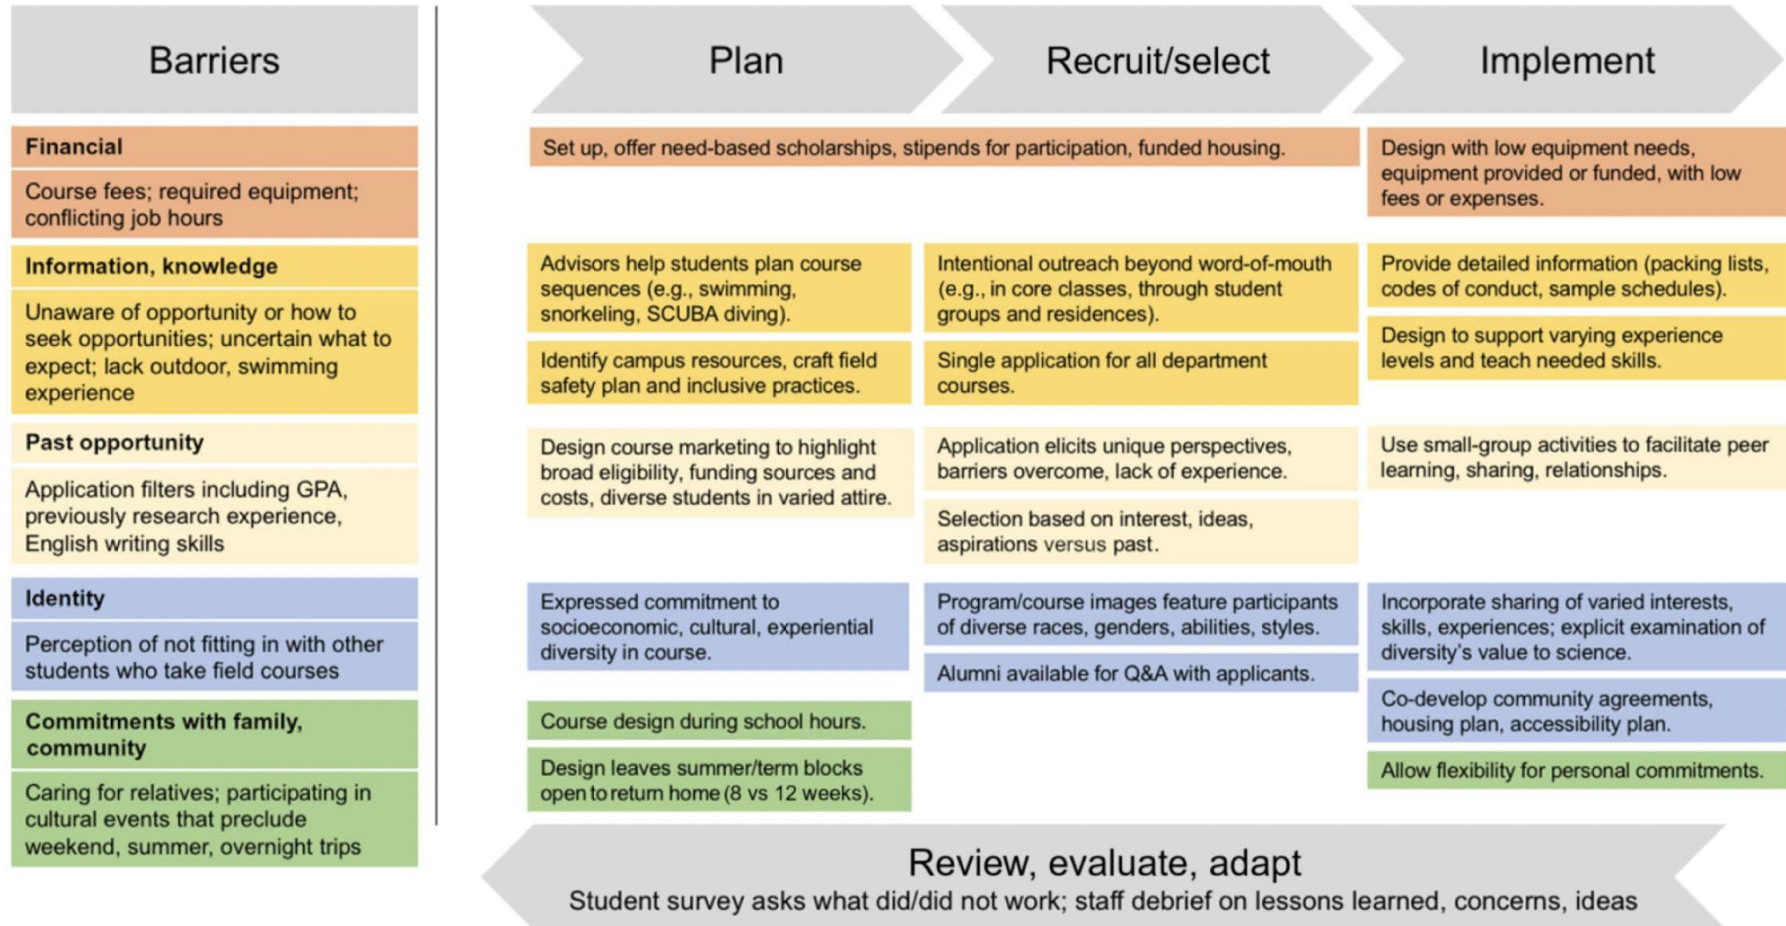 Barriers
Plan
Recruit/select
Implement
Financial
Course fees; required equipment;
conflicting job hours
Set up, offer need-based scholarships, stipends for participation, funded housing.
Design with low equipment needs,
equipment provided or funded, with low
fees or expenses.
Information, knowledge
Unaware of opportunity or how to
seek opportunities; uncertain what to
expect; lack outdoor, swimming
experience
Advisors help students plan course
sequences (e.g., swimming,
snorkeling, SCUBA diving).
Identify campus resources, craft field
safety plan and inclusive practices.
Intentional outreach beyond word-of-mouth
(e.g., in core classes, through student
groups and residences).
Single application for all department
courses.
Provide detailed information (packing lists,
codes of conduct, sample schedules).
Design to support varying experience
levels and teach needed skills.
Past opportunity
Application filters including GPA,
previously research experience,
English writing skills
Design course marketing to highlight
broad eligibility, funding sources and
costs, diverse students in varied attire.
Application elicits unique perspectives,
barriers overcome, lack of experience.
Selection based on interest, ideas,
aspirations versus past.
Use small-group activities to facilitate peer
learning, sharing, relationships.
Identity
Perception of not fitting in with other
students who take field courses
Expressed commitment to
socioeconomic, cultural, experiential
diversity in course.
Program/course images feature participants
of diverse races, genders, abilities, styles.
Alumni available for Q&A with applicants.
Incorporate sharing of varied interests,
skills, experiences; explicit examination of
diversity's value to science.
Co-develop community agreements,
housing plan, accessibility plan.
Commitments with family,
community
Caring for relatives; participating in
cultural events that preclude
weekend, summer, overnight trips
Course design during school hours.
Design leaves summer/term blocks
open to return home (8 vs 12 weeks).
Allow flexibility for personal commitments.
Review, evaluate, adapt
Student survey asks what did/did not work; staff debrief on lessons learned, concerns, ideas